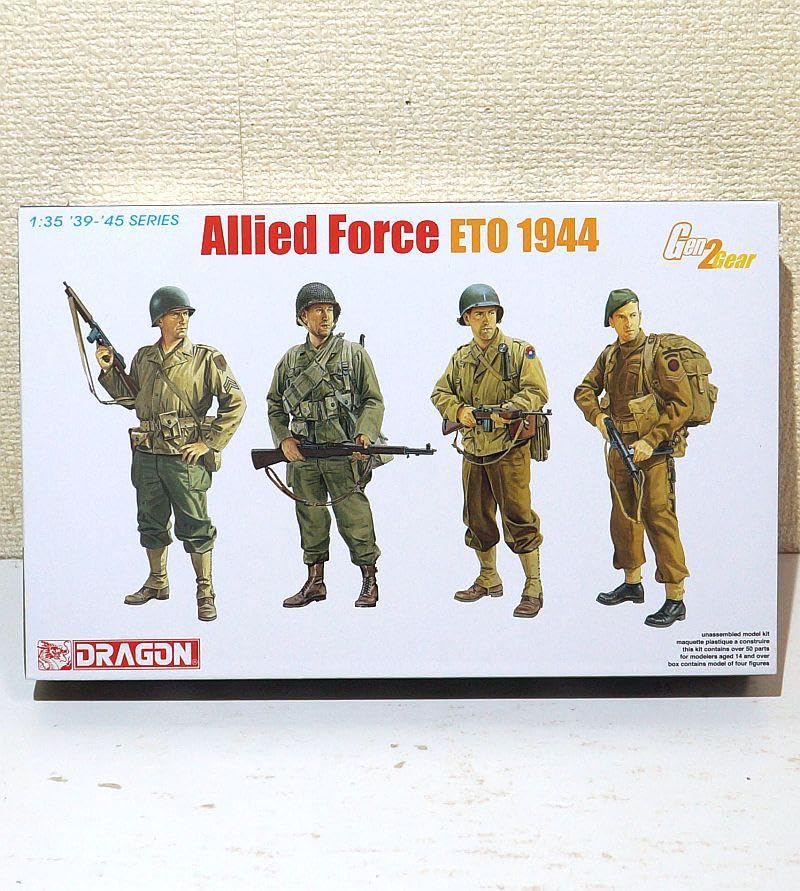 1:35 '39-'45 SERIES
Allied Force ETO 1944
Gen2Gear
DRAGON
unassembled model kit
maquette plastique a construire
this kit contains over 50 parts
for modelers aged 14 and over
box contains model of four figures